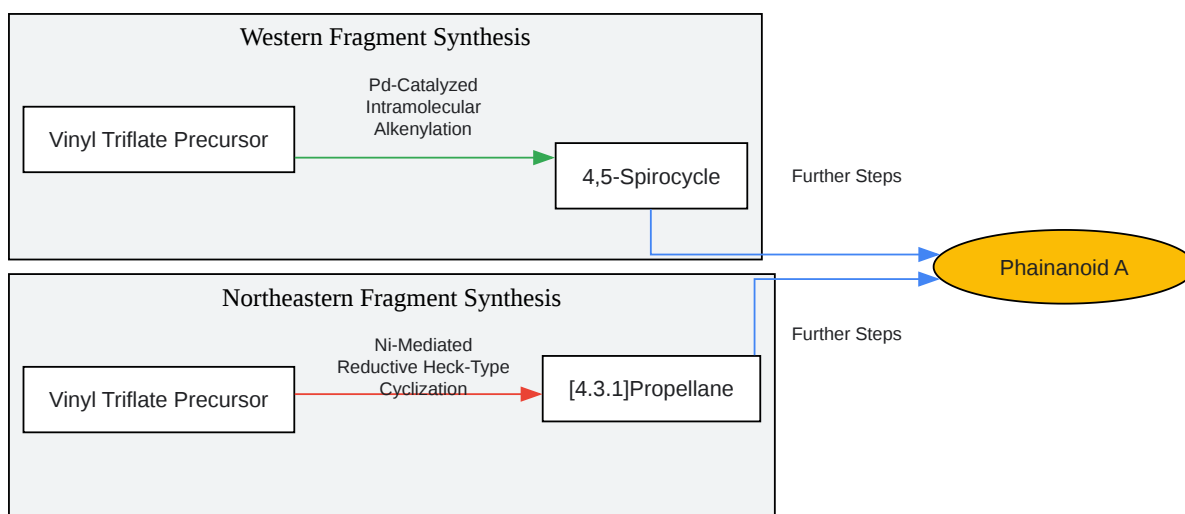 Western Fragment Synthesis
Pd-Catalyzed
Intramolecular
Alkenylation
Vinyl Triflate Precursor
4,5-Spirocycle
Further Steps
Phainanoid A
Northeastern Fragment Synthesis
Ni-Mediated
Reductive Heck-Type
Cyclization
Vinyl Triflate Precursor
[4.3.1]Propellane
Further Steps